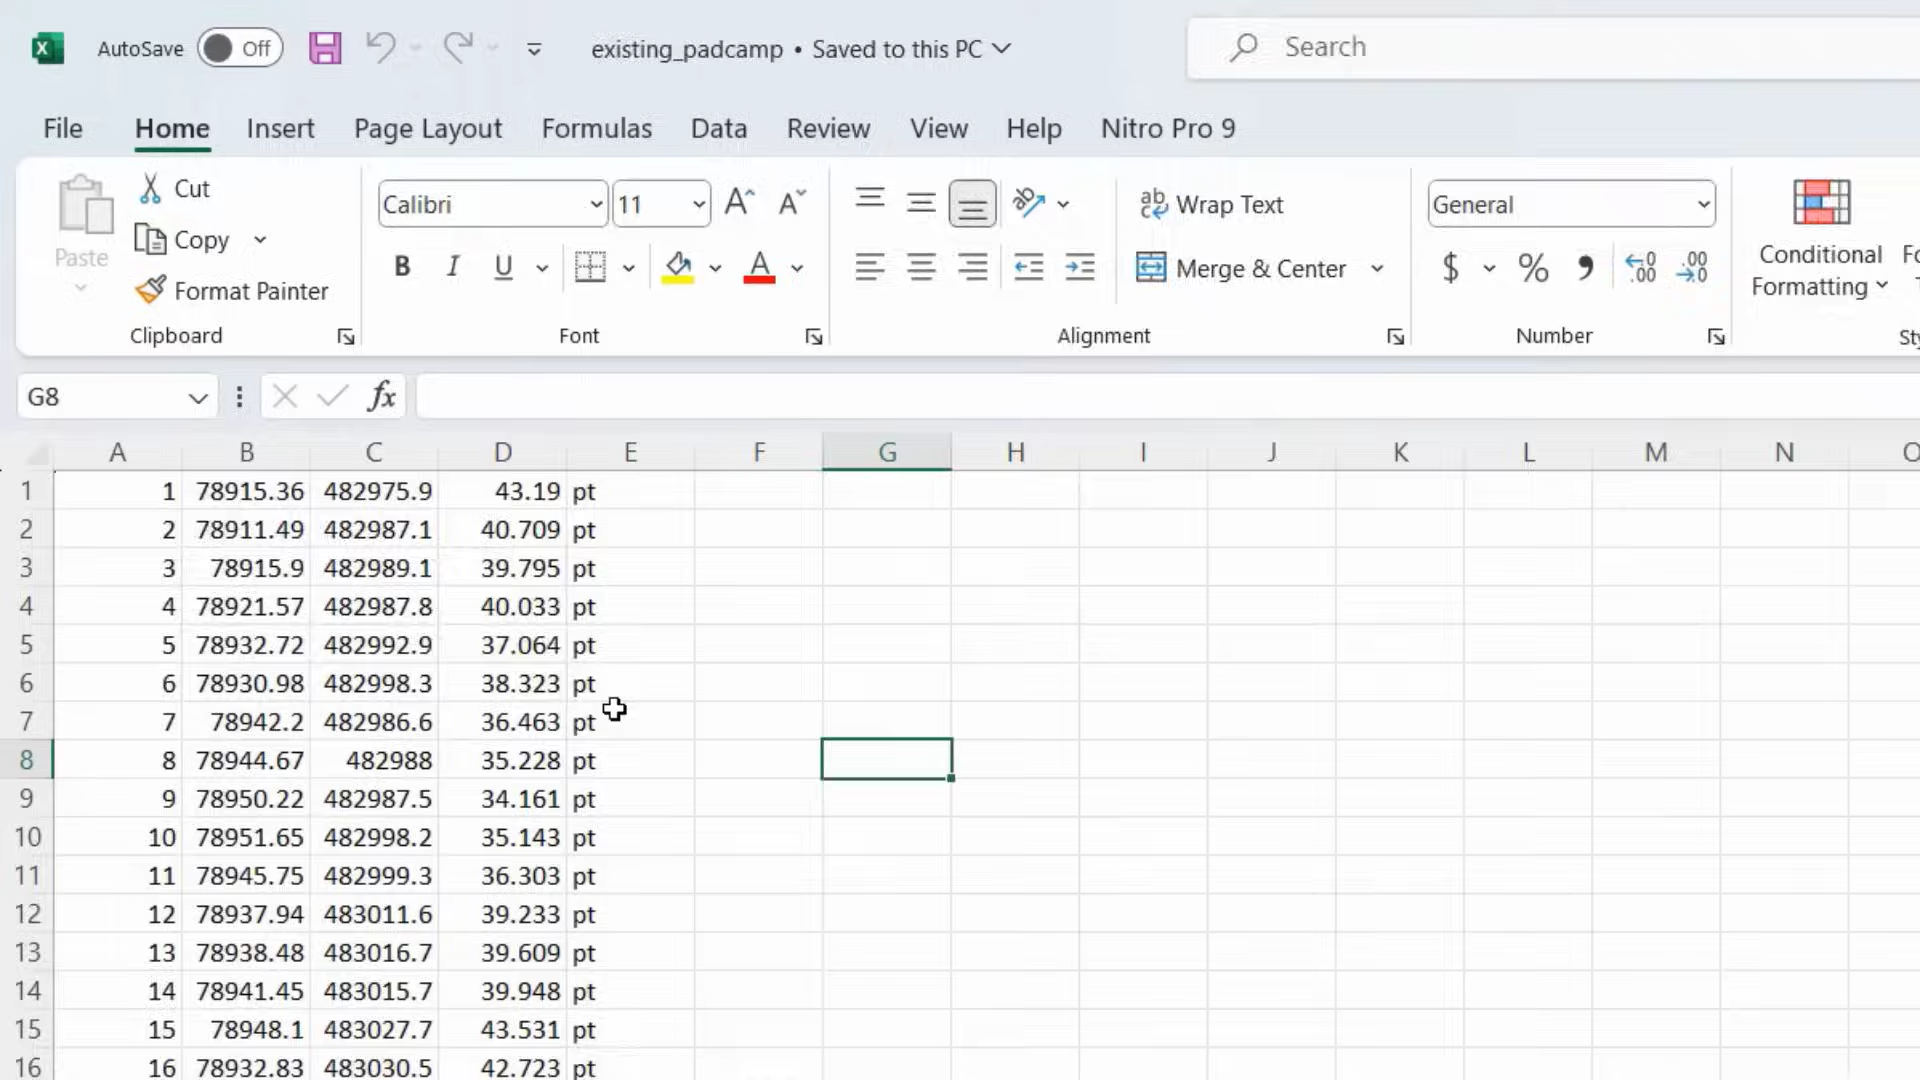 AutoSave Off existing_padcamp • Saved to this PC Search
File Home Insert Page Layout Formulas Data Review View Help Nitro Pro 9
Paste
Cut
Copy
Format Painter
Clipboard
Calibri 11
B I U A
Font
Wrap Text
Merge & Center
Alignment
General
$ % , .00 .00
Number
Conditional
Formatting
G8 fx
A B C D E F G H I J K L M N O
1 1 78915.36 482975.9 43.19 pt
2 2 78911.49 482987.1 40.709 pt
3 3 78915.9 482989.1 39.795 pt
4 4 78921.57 482987.8 40.033 pt
5 5 78932.72 482992.9 37.064 pt
6 6 78930.98 482998.3 38.323 pt
7 7 78942.2 482986.6 36.463 pt
8 8 78944.67 482988 35.228 pt
9 9 78950.22 482987.5 34.161 pt
10 10 78951.65 482998.2 35.143 pt
11 11 78945.75 482999.3 36.303 pt
12 12 78937.94 483011.6 39.233 pt
13 13 78938.48 483016.7 39.609 pt
14 14 78941.45 483015.7 39.948 pt
15 15 78948.1 483027.7 43.531 pt
16 16 78932.83 483030.5 42.723 pt